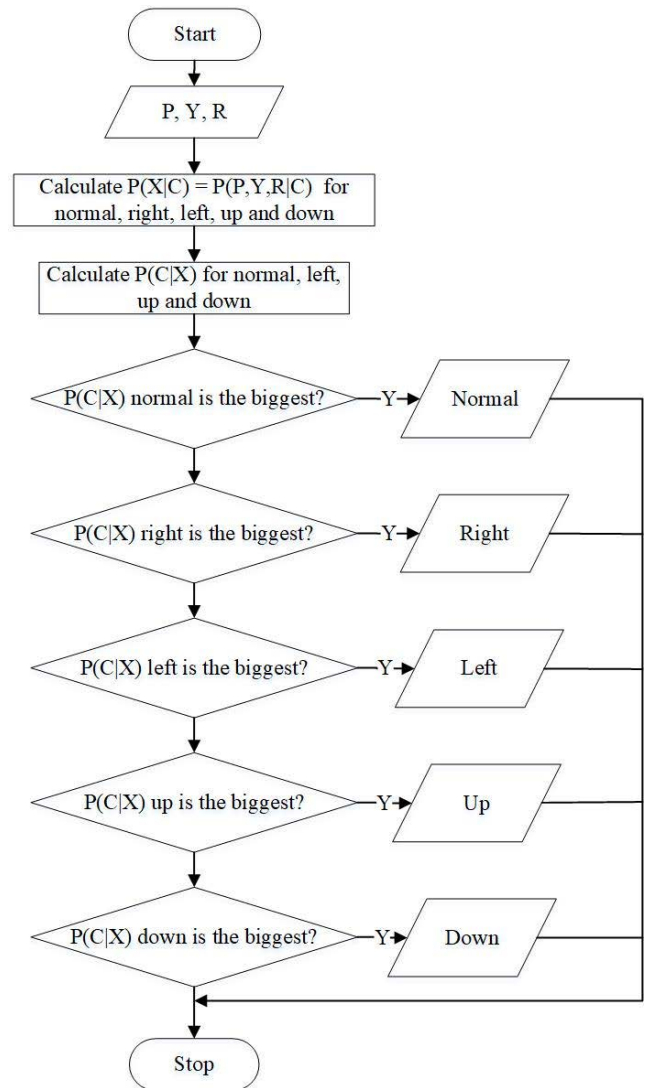 Start
P, Y, R
Calculate P(X|C) = P(P,Y,R|C) for
normal, right, left, up and down
Calculate P(C|X) for normal, left,
up and down
P(C|X) normal is the biggest?
Y
Normal
P(C|X) right is the biggest?
Y
Right
P(C|X) left is the biggest?
Y
Left
P(C|X) up is the biggest?
Y
Up
P(C|X) down is the biggest?
Y
Down
Stop